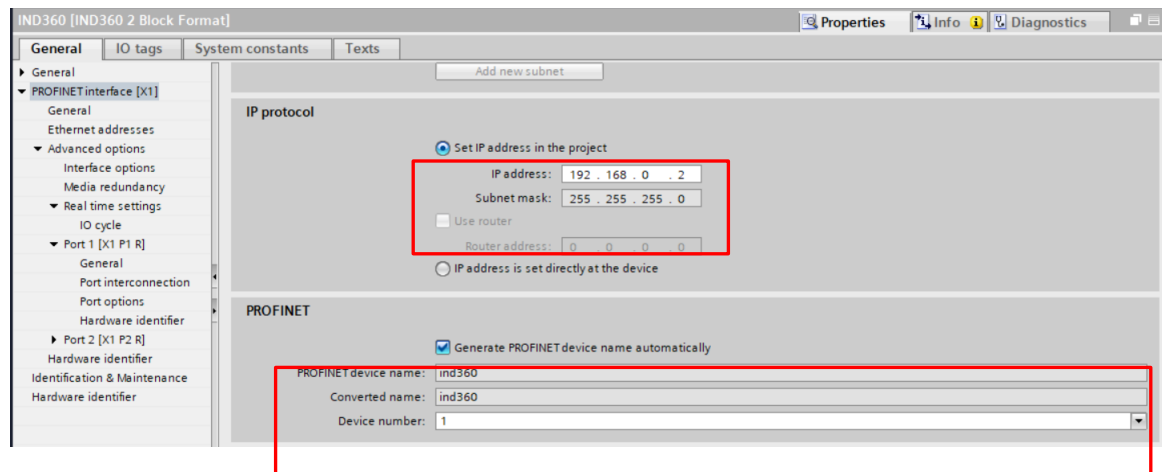 IND360 [IND360 2 Block Format]
Properties
Info
Diagnostics
General
IO tags
System constants
Texts
General
PROFINET interface [X1]
General
Ethernet addresses
Advanced options
Interface options
Media redundancy
Real time settings
IO cycle
Port 1 [X1 P1 R]
General
Port interconnection
Port options
Hardware identifier
Port 2 [X1 P2 R]
Hardware identifier
Identification & Maintenance
Hardware identifier
Add new subnet
IP protocol
Set IP address in the project
IP address: 192 . 168 . 0 . 2
Subnet mask: 255 . 255 . 255 . 0
Use router
Router address: 0 . 0 . 0 . 0
IP address is set directly at the device
PROFINET
Generate PROFINET device name automatically
PROFINET device name: ind360
Converted name: ind360
Device number: 1